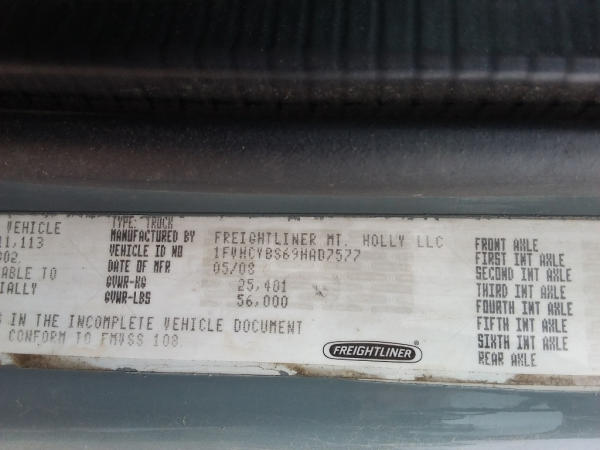 VEHICLE
11,113
002.
ABLE TO
IALLY
TYPE: TRUCK
MANUFACTURED BY FREIGHTLINER MT. HOLLY LLC
VEHICLE ID NO 1FVHCYBS69HAD7577
DATE OF MFR 05/08
GVWR-KG 25,401
GVWR-LBS 56,000
IN THE INCOMPLETE VEHICLE DOCUMENT
CONFORM TO FMVSS 108
FREIGHTLINER
FRONT AXLE
FIRST INT AXLE
SECOND INT AXLE
THIRD INT AXLE
FOURTH INT AXLE
FIFTH INT AXLE
SIXTH INT AXLE
REAR AXLE